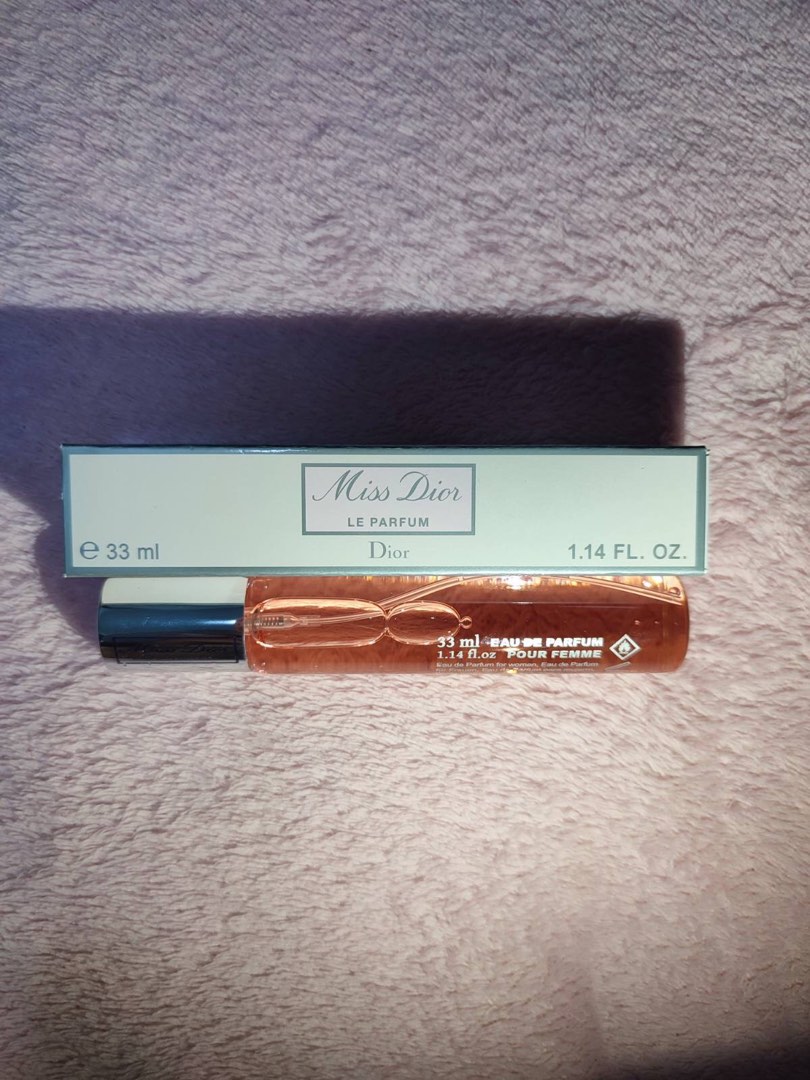 Miss Dior
LE PARFUM
℮ 33 ml
Dior
1.14 FL. OZ.
33 ml EAU DE PARFUM
1.14 fl.oz POUR FEMME
Eau de Parfum for women, Eau de Parfum